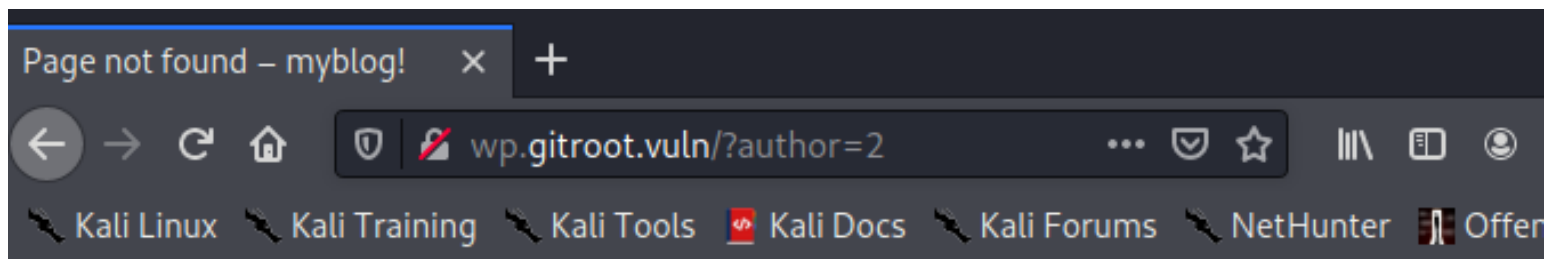 Page not found – myblog!
wp.gitroot.vuln/?author=2
Kali Linux Kali Training Kali Tools Kali Docs Kali Forums NetHunter Offen